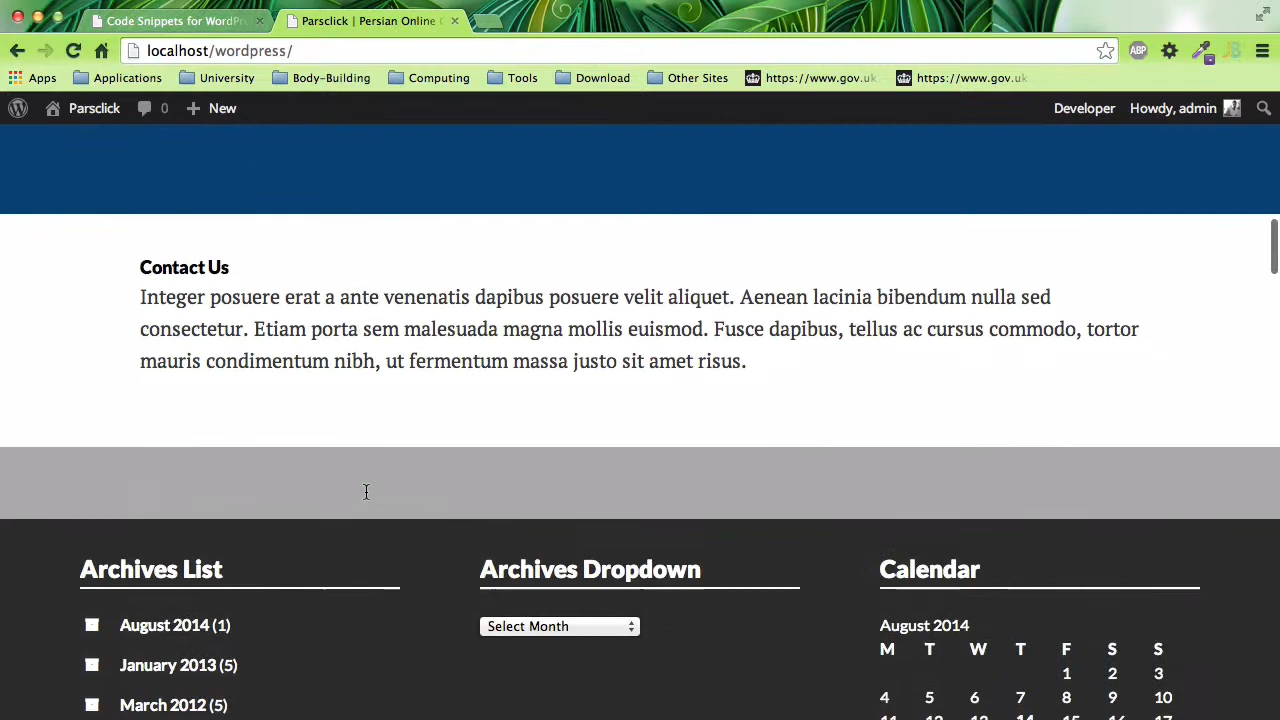 Code Snippets for WordPr
Parsclick | Persian Online
localhost/wordpress/
ABP
Apps Applications University Body-Building Computing Tools Download Other Sites https://www.gov.uk https://www.gov.uk
Parsclick 0 New Developer Howdy, admin
Contact Us
Integer posuere erat a ante venenatis dapibus posuere velit aliquet. Aenean lacinia bibendum nulla sed
consectetur. Etiam porta sem malesuada magna mollis euismod. Fusce dapibus, tellus ac cursus commodo, tortor
mauris condimentum nibh, ut fermentum massa justo sit amet risus.
Archives List
August 2014 (1)
January 2013 (5)
March 2012 (5)
Archives Dropdown
Select Month
Calendar
August 2014
M T W T F S S
1 2 3
4 5 6 7 8 9 10